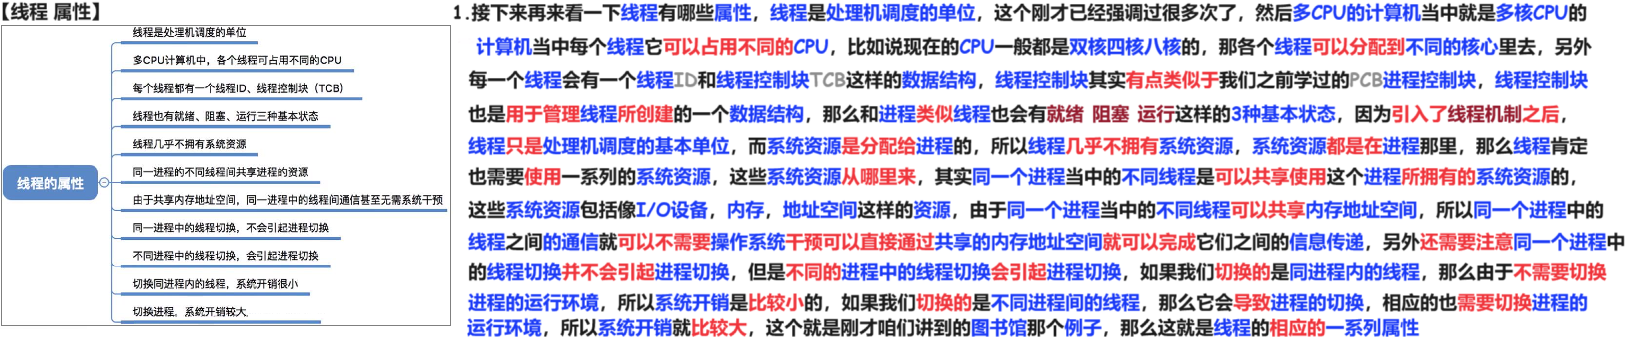 【线程 属性】
线程的属性
线程是处理机调度的单位
多CPU计算机中，各个线程可占用不同的CPU
每个线程都有一个线程ID、线程控制块（TCB）
线程也有就绪、阻塞、运行三种基本状态
线程几乎不拥有系统资源
同一进程的不同线程间共享进程的资源
由于共享内存地址空间，同一进程中的线程间通信甚至无需系统干预
同一进程中的线程切换，不会引起进程切换
不同进程中的线程切换，会引起进程切换
切换同进程内的线程，系统开销很小
切换进程，系统开销较大
1.接下来再来看一下线程有哪些属性，线程是处理机调度的单位，这个刚才已经强调过很多次了，然后多CPU的计算机当中就是多核CPU的
计算机当中每个线程它可以占用不同的CPU，比如说现在的CPU一般都是双核四核八核的，那各个线程可以分配到不同的核心里去，另外
每一个线程会有一个线程ID和线程控制块TCB这样的数据结构，线程控制块其实有点类似于我们之前学过的PCB进程控制块，线程控制块
也是用于管理线程所创建的一个数据结构，那么和进程类似线程也会有就绪 阻塞 运行这样的3种基本状态，因为引入了线程机制之后，
线程只是处理机调度的基本单位，而系统资源是分配给进程的，所以线程几乎不拥有系统资源，系统资源都是在进程那里，那么线程肯定
也需要使用一系列的系统资源，这些系统资源从哪里来，其实同一个进程当中的不同线程是可以共享使用这个进程所拥有的系统资源的，
这些系统资源包括像I/O设备，内存，地址空间这样的资源，由于同一个进程当中的不同线程可以共享内存地址空间，所以同一个进程中的
线程之间的通信就可以不需要操作系统干预可以直接通过共享的内存地址空间就可以完成它们之间的信息传递，另外还需要注意同一个进程中
的线程切换并不会引起进程切换，但是不同的进程中的线程切换会引起进程切换，如果我们切换的是同进程内的线程，那么由于不需要切换
进程的运行环境，所以系统开销是比较小的，如果我们切换的是不同进程间的线程，那么它会导致进程的切换，相应的也需要切换进程的
运行环境，所以系统开销就比较大，这个就是刚才咱们讲到的图书馆那个例子，那么这就是线程的相应的一系列属性